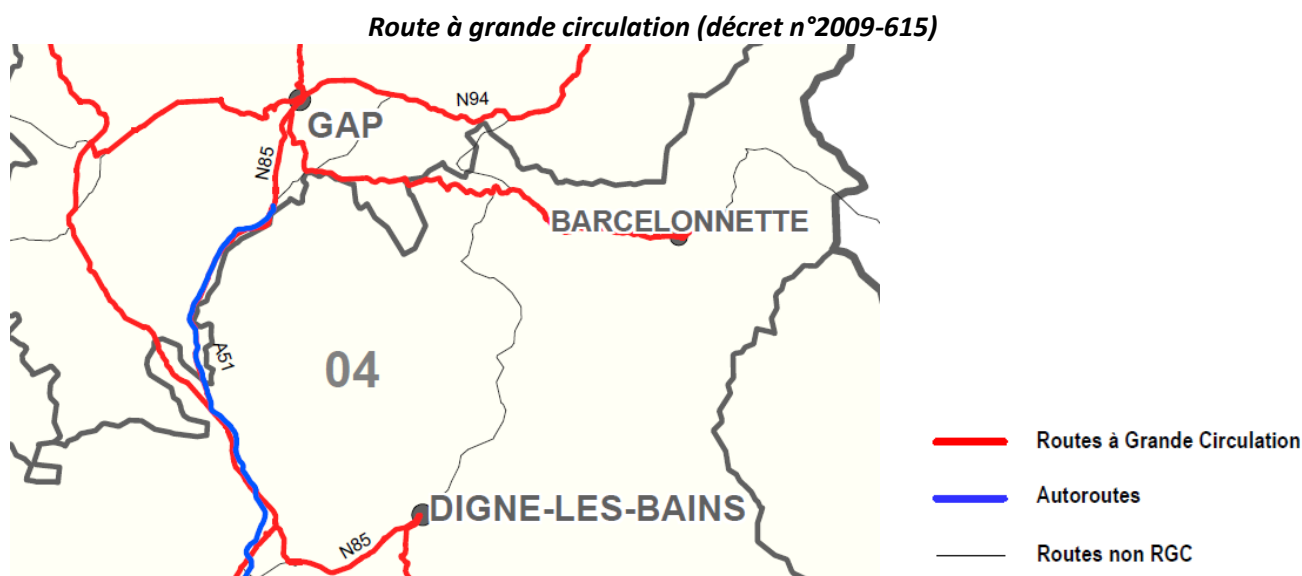 Route à grande circulation (décret n°2009-615)
N94
GAP
N85
BARCELONNETTE
A51
04
Routes à Grande Circulation
Autoroutes
DIGNE-LES-BAINS
N85
Routes non RGC